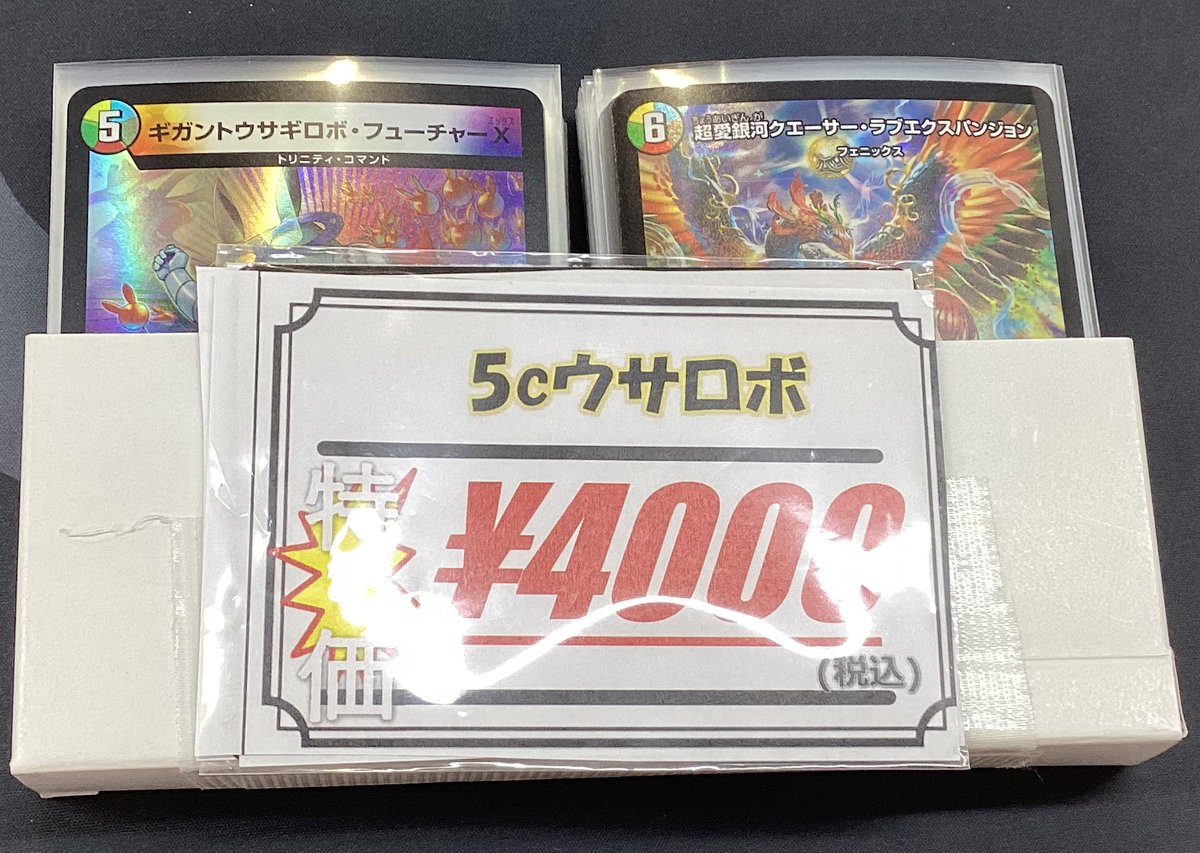 5
ギガントウサギロボ・フューチャーX
エックス
トリニティ・コマンド
6
ちょうあいぎんが
超愛銀河クエーサー・ラブエクスパンション
フェニックス
5cウサロボ
特価
¥4000
(税込)